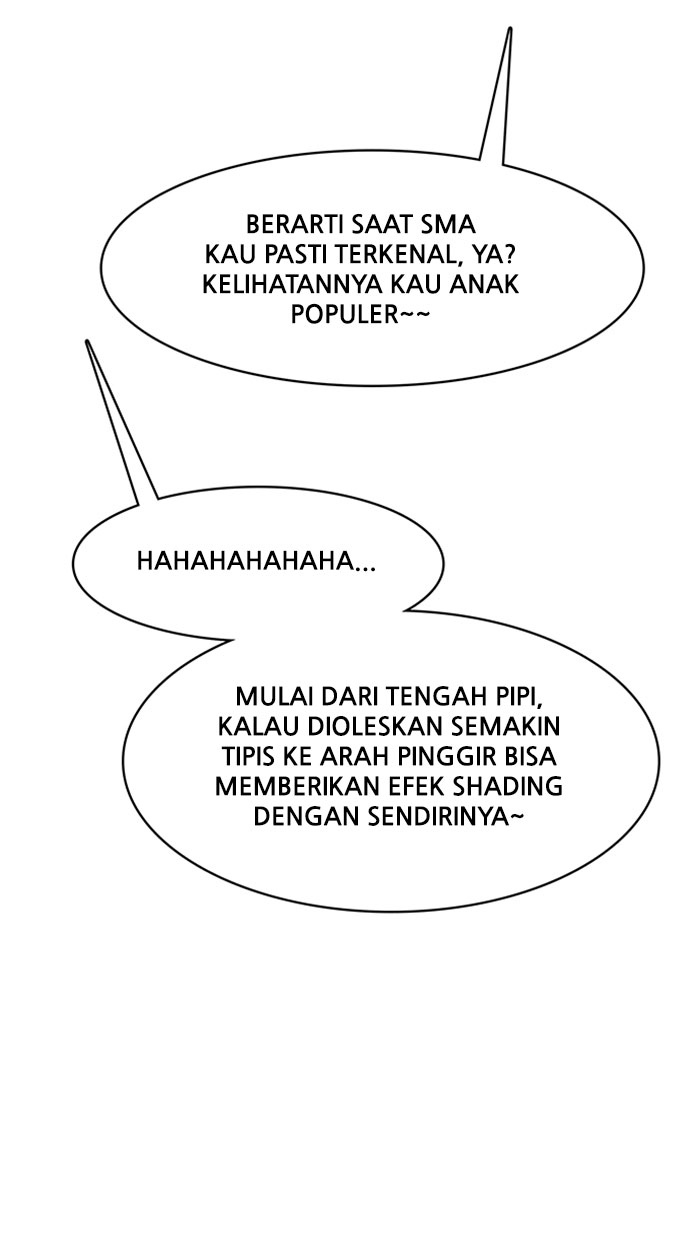 BERARTI SAAT SMA
KAU PASTI TERKENAL, YA?
KELIHATANNYA KAU ANAK
POPULER~~
HAHAHAHAHAHA...
MULAI DARI TENGAH PIPI,
KALAU DIOLESKAN SEMAKIN
TIPIS KE ARAH PINGGIR BISA
MEMBERIKAN EFEK SHADING
DENGAN SENDIRINYA~